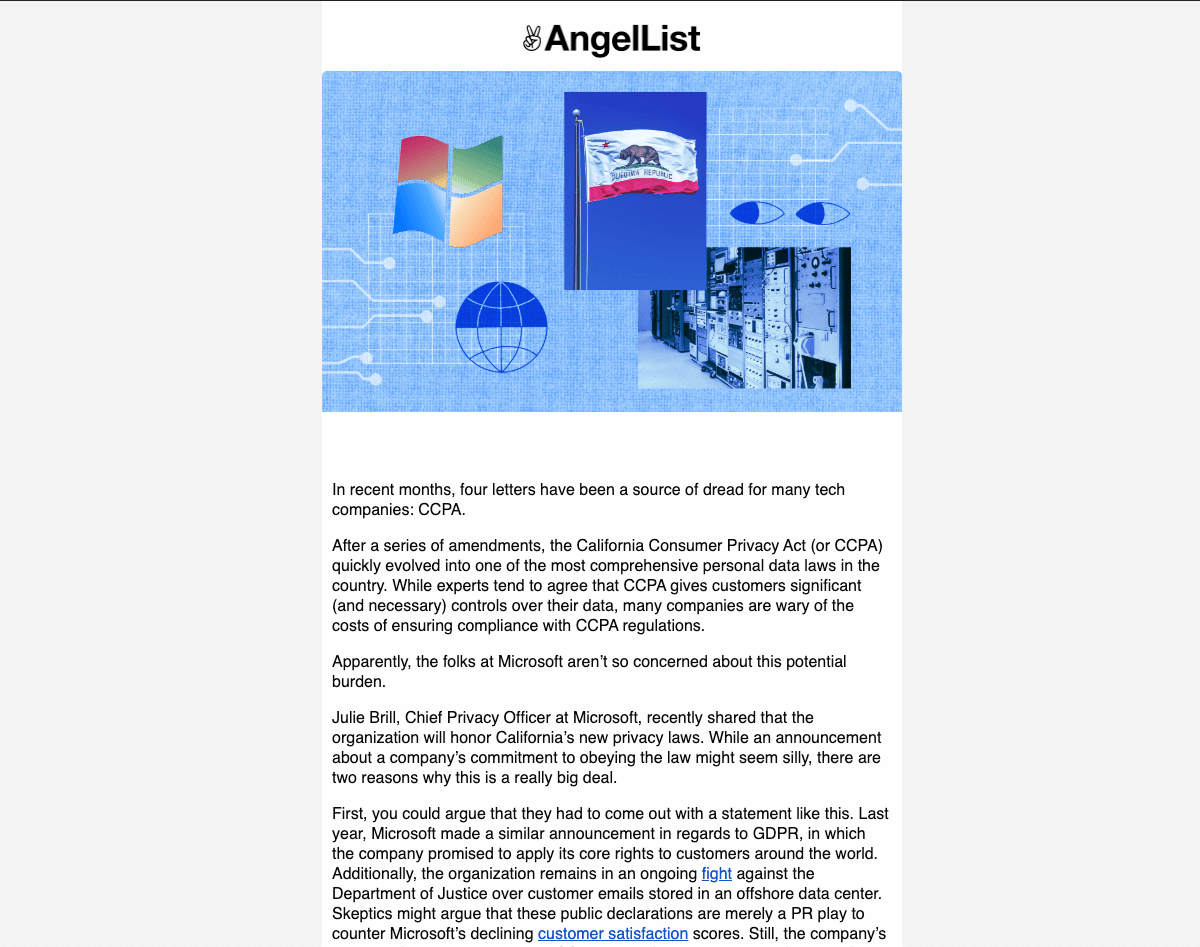 AngelList
CALIFORNIA REPUBLIC
In recent months, four letters have been a source of dread for many tech
companies: CCPA.
After a series of amendments, the California Consumer Privacy Act (or CCPA)
quickly evolved into one of the most comprehensive personal data laws in the
country. While experts tend to agree that CCPA gives customers significant
(and necessary) controls over their data, many companies are wary of the
costs of ensuring compliance with CCPA regulations.
Apparently, the folks at Microsoft aren’t so concerned about this potential
burden.
Julie Brill, Chief Privacy Officer at Microsoft, recently shared that the
organization will honor California’s new privacy laws. While an announcement
about a company’s commitment to obeying the law might seem silly, there are
two reasons why this is a really big deal.
First, you could argue that they had to come out with a statement like this. Last
year, Microsoft made a similar announcement in regards to GDPR, in which
the company promised to apply its core rights to customers around the world.
Additionally, the organization remains in an ongoing fight against the
Department of Justice over customer emails stored in an offshore data center.
Skeptics might argue that these public declarations are merely a PR play to
counter Microsoft’s declining customer satisfaction scores. Still, the company’s